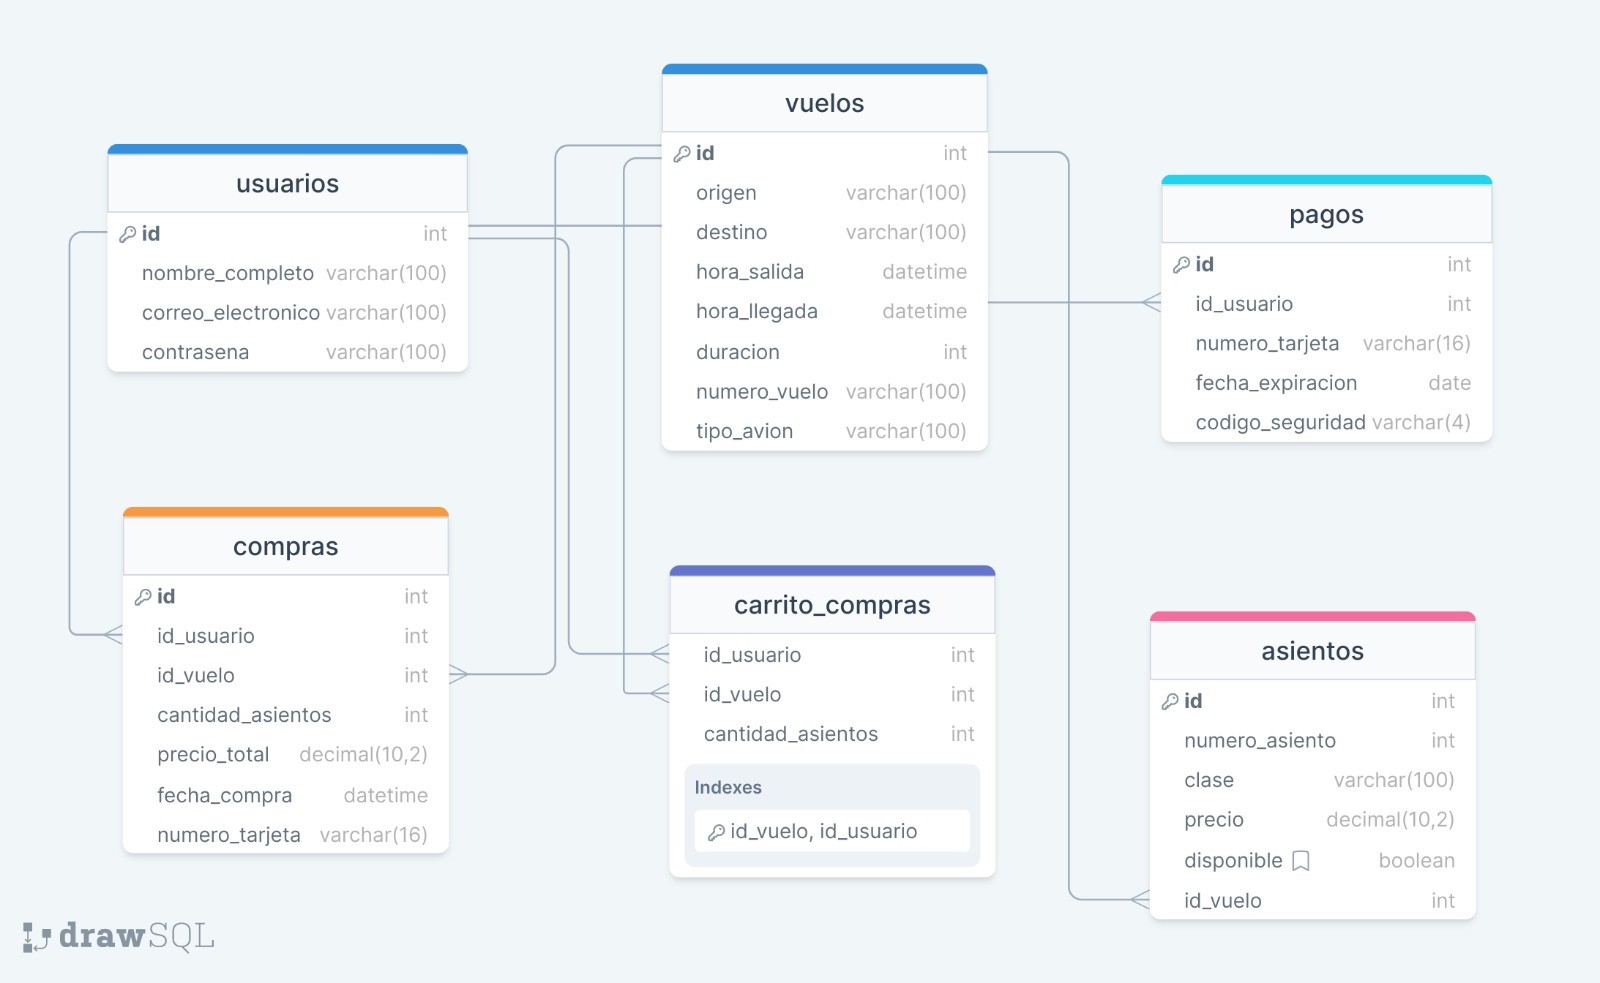 usuarios
id int
nombre_completo varchar(100)
correo_electronico varchar(100)
contrasena varchar(100)
vuelos
id int
origen varchar(100)
destino varchar(100)
hora_salida datetime
hora_llegada datetime
duracion int
numero_vuelo varchar(100)
tipo_avion varchar(100)
pagos
id int
id_usuario int
numero_tarjeta varchar(16)
fecha_expiracion date
codigo_seguridad varchar(4)
compras
id int
id_usuario int
id_vuelo int
cantidad_asientos int
precio_total decimal(10,2)
fecha_compra datetime
numero_tarjeta varchar(16)
carrito_compras
id_usuario int
id_vuelo int
cantidad_asientos int
Indexes
id_vuelo, id_usuario
asientos
id int
numero_asiento int
clase varchar(100)
precio decimal(10,2)
disponible boolean
id_vuelo int
drawSQL